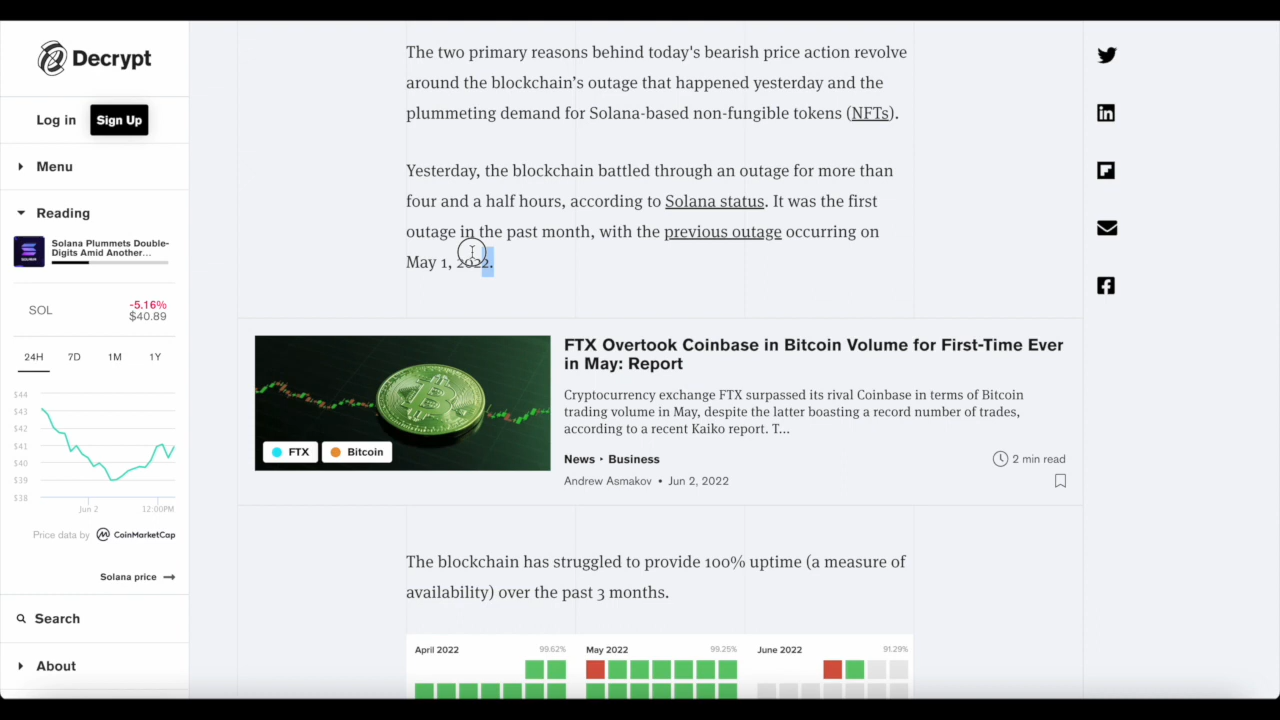 Decrypt
Log in
Sign Up
Menu
Reading
Solana Plummets Double-
Digits Amid Another...
SOL
-5.16%
$40.89
24H 7D 1M 1Y
$44
$43
$42
$41
$40
$39
$38
Jun 2 12:00PM
Price data by CoinMarketCap
Solana price →
Search
About
The two primary reasons behind today's bearish price action revolve
around the blockchain's outage that happened yesterday and the
plummeting demand for Solana-based non-fungible tokens (NFTs).
Yesterday, the blockchain battled through an outage for more than
four and a half hours, according to Solana status. It was the first
outage in the past month, with the previous outage occurring on
May 1, 2022.
FTX
Bitcoin
FTX Overtook Coinbase in Bitcoin Volume for First-Time Ever
in May: Report
Cryptocurrency exchange FTX surpassed its rival Coinbase in terms of Bitcoin
trading volume in May, despite the latter boasting a record number of trades,
according to a recent Kaiko report. T...
News • Business
2 min read
Andrew Asmakov • Jun 2, 2022
The blockchain has struggled to provide 100% uptime (a measure of
availability) over the past 3 months.
April 2022 99.62% May 2022 99.25% June 2022 91.29%